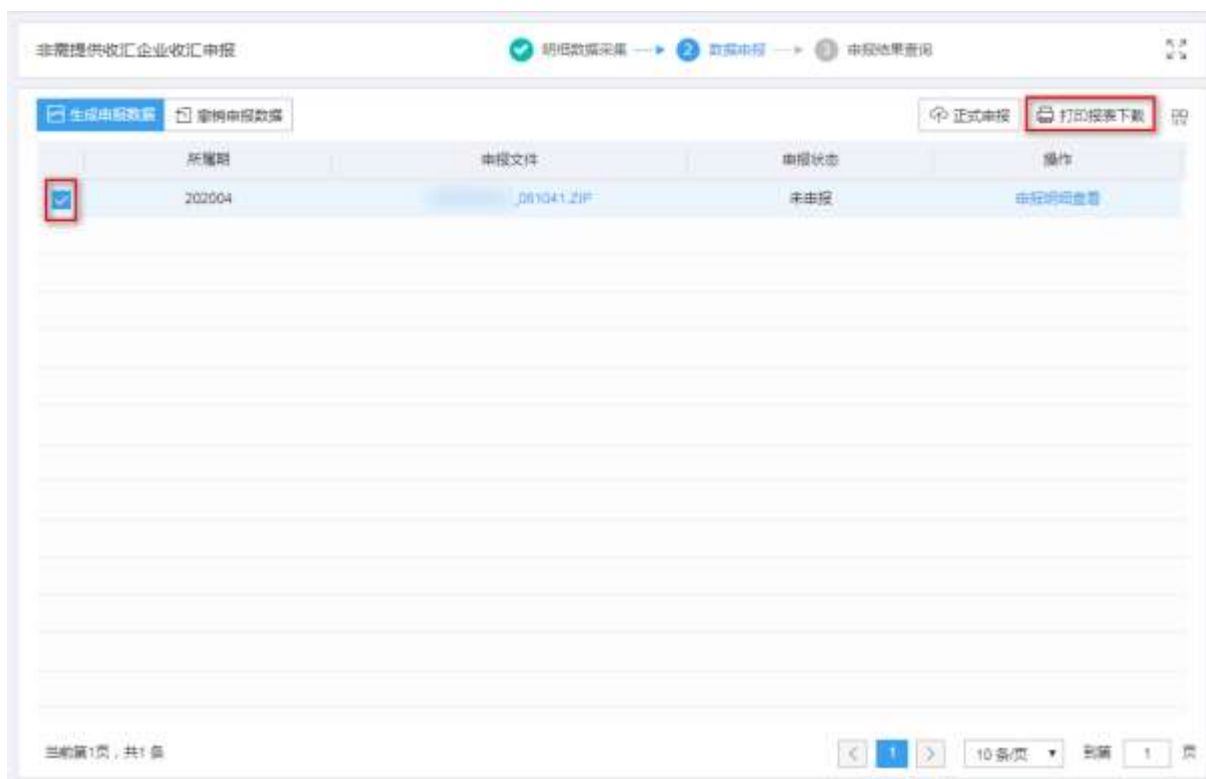 非需提供收汇企业收汇申报
明细数据采集 2 数据申报 3 申报结果查询
生成申报数据 撤销申报数据 正式申报 打印报表下载
所属期 申报文件 申报状态 操作
202004 _081041.ZIP 未申报 申报明细查看
当前第1页,共1条 < 1 > 10 条/页 到第 1 页